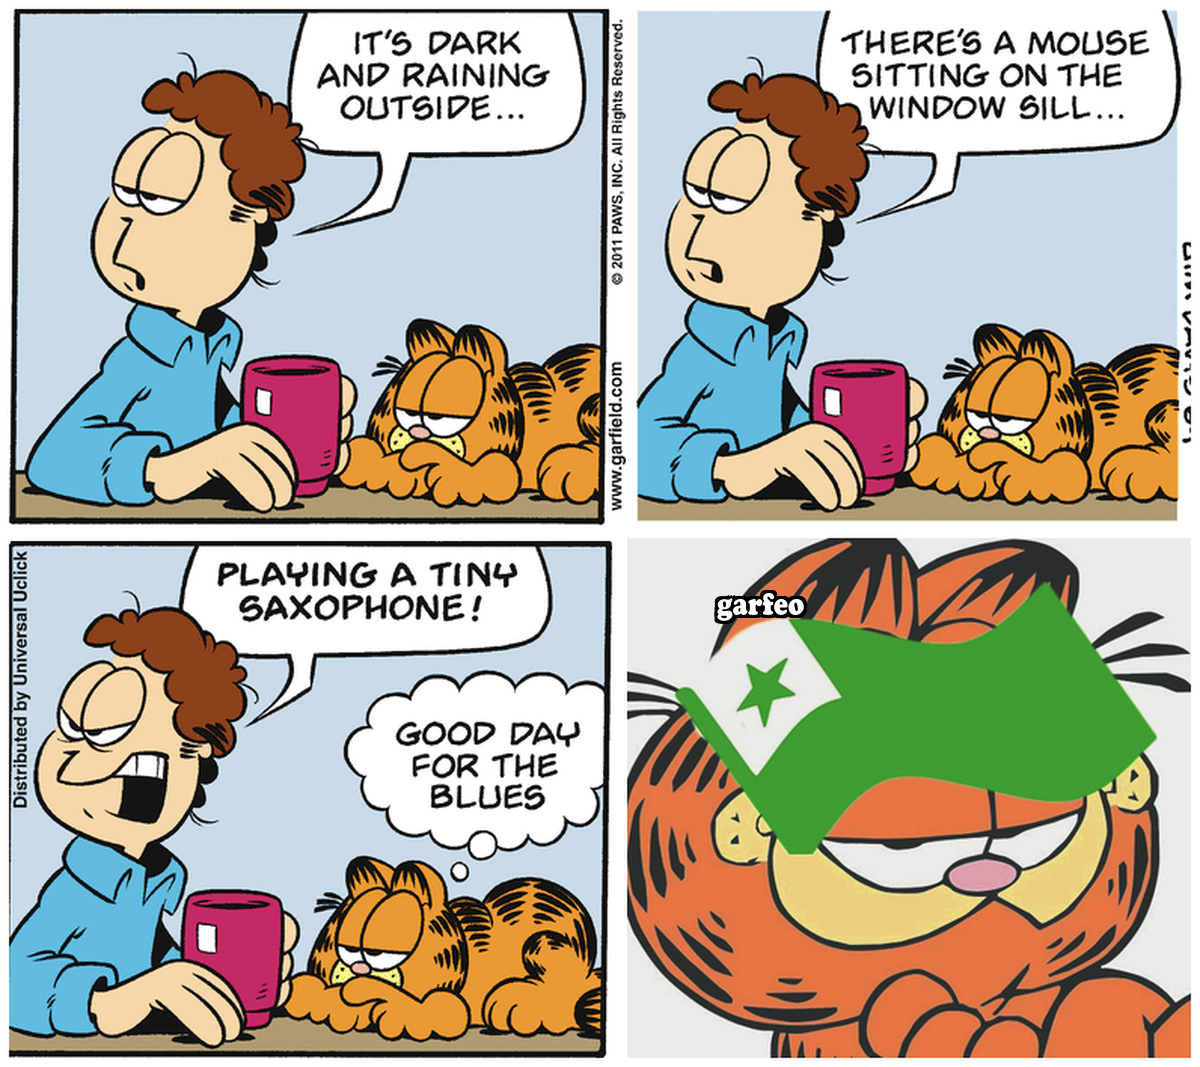 IT'S DARK
AND RAINING
OUTSIDE...
© 2011 PAWS, INC. All Rights Reserved.
www.garfield.com
THERE'S A MOUSE
SITTING ON THE
WINDOW SILL...
Distributed by Universal Uclick
PLAYING A TINY
SAXOPHONE!
GOOD DAY
FOR THE
BLUES
garfeo